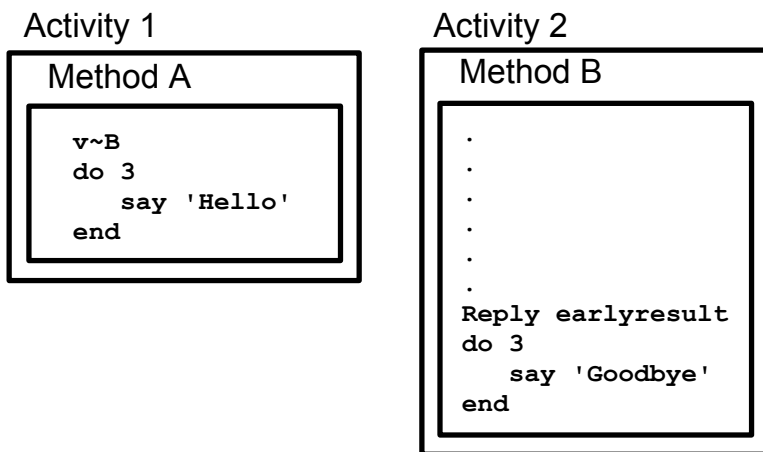 Activity 1
Method A
v~B
do 3
   say 'Hello'
end
Activity 2
Method B
.
.
.
.
.
.
Reply earlyresult
do 3
   say 'Goodbye'
end